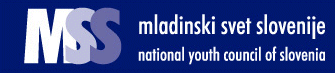 MSS
mladinski svet slovenije
national youth council of slovenia